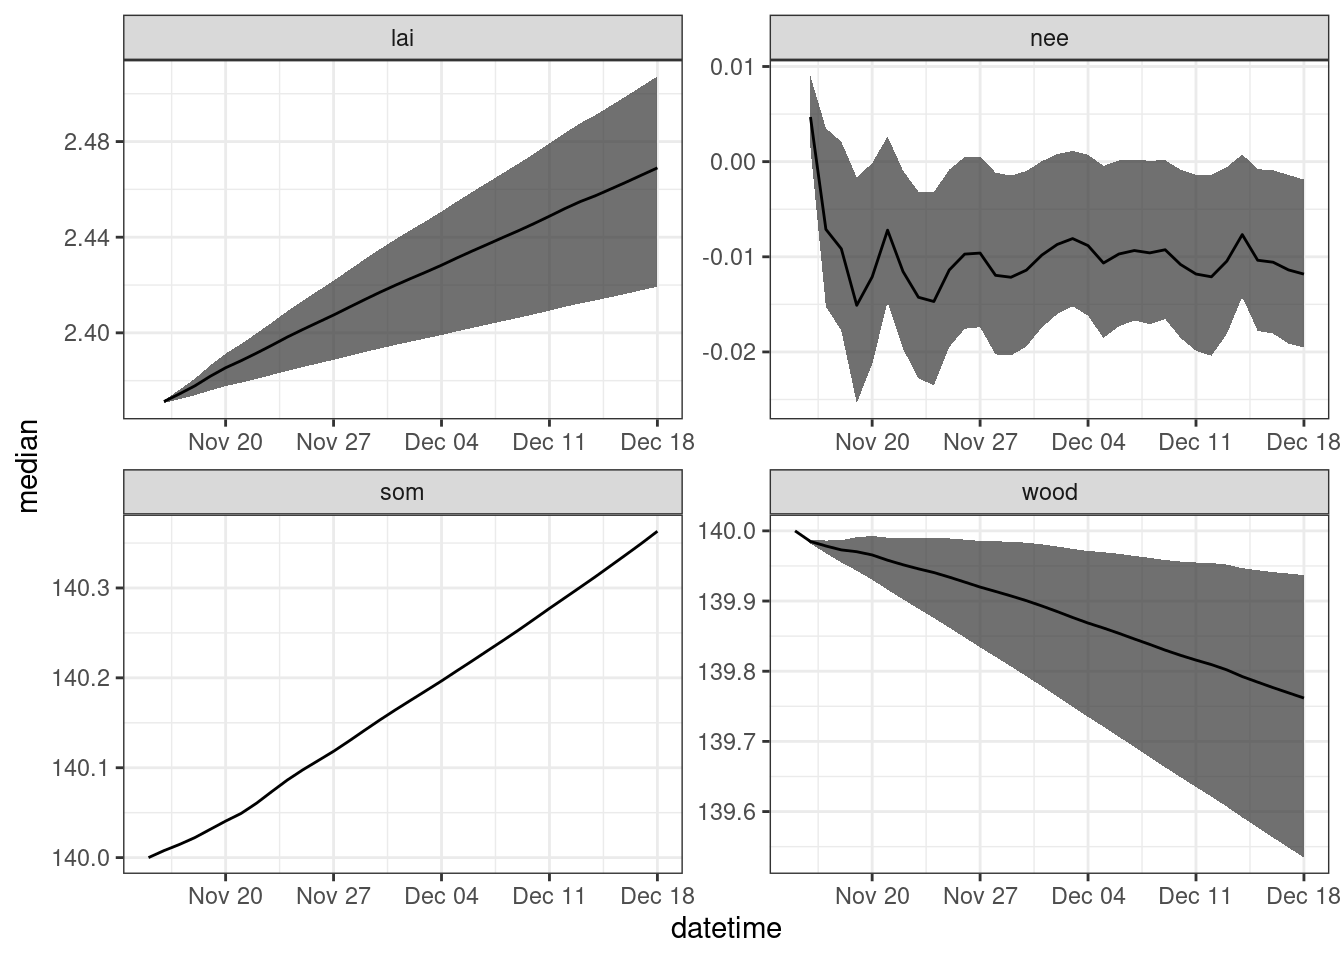 lai
nee
2.48
2.44
2.40
0.01
0.00
-0.01
-0.02
Nov 20 Nov 27 Dec 04 Dec 11 Dec 18
Nov 20 Nov 27 Dec 04 Dec 11 Dec 18
median
som
wood
140.3
140.2
140.1
140.0
140.0
139.9
139.8
139.7
139.6
Nov 20 Nov 27 Dec 04 Dec 11 Dec 18
Nov 20 Nov 27 Dec 04 Dec 11 Dec 18
datetime